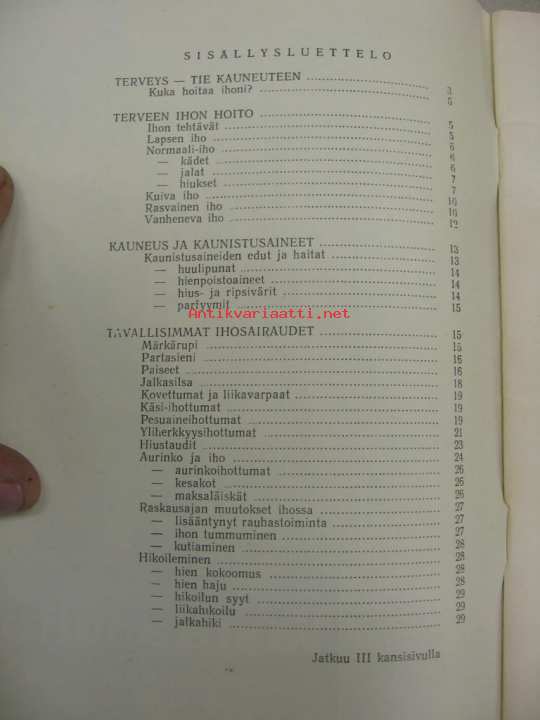 SISÄLLYSLUETTELO
TERVEYS — TIE KAUNEUTEEN 3
Kuka hoitaa ihoni? 5
TERVEEN IHON HOITO 5
Ihon tehtävät 5
Lapsen iho 6
Normaali-iho 6
— kädet 6
— jalat 7
— hiukset 7
Kuiva iho 10
Rasvainen iho 10
Vanheneva iho 12
KAUNEUS JA KAUNISTUSAINEET 13
Kaunistusaineiden edut ja haitat 13
— huulipunat 14
— hienpoistoaineet 14
— hius- ja ripsivärit 14
— parfyymit 15
Antikvariaatti.net
TAVALLISIMMAT IHOSAIRAUDET 15
Märkärupi 15
Partasieni 16
Paiseet 16
Jalkasilsa 18
Kovettumat ja liikavarpaat 19
Käsi-ihottumat 19
Pesuaineihottumat 19
Yliherkkyysihottumat 21
Hiustaudit 23
Aurinko ja iho 24
— aurinkoihottumat 26
— kesakot 26
— maksaläiskät 26
Raskausajan muutokset ihossa 27
— lisääntynyt rauhastoiminta 27
— ihon tummuminen 27
— kutiaminen 28
Hikoileminen 28
— hien kokoomus 28
— hien haju 28
— hikoilun syyt 29
— liikahikoilu 29
— jalkahiki 29
Jatkuu III kansisivulla